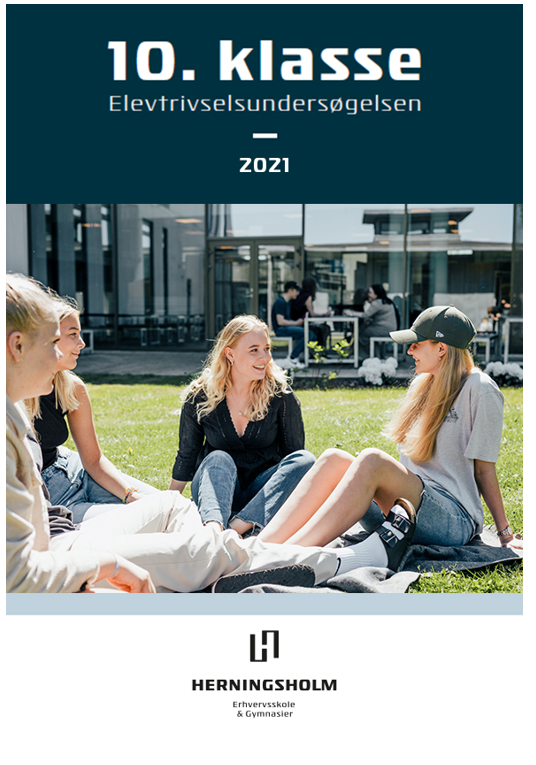 10. klasse
Elevtrivselsundersøgelsen
2021
HERNINGSHOLM
Erhvervsskole
& Gymnasier